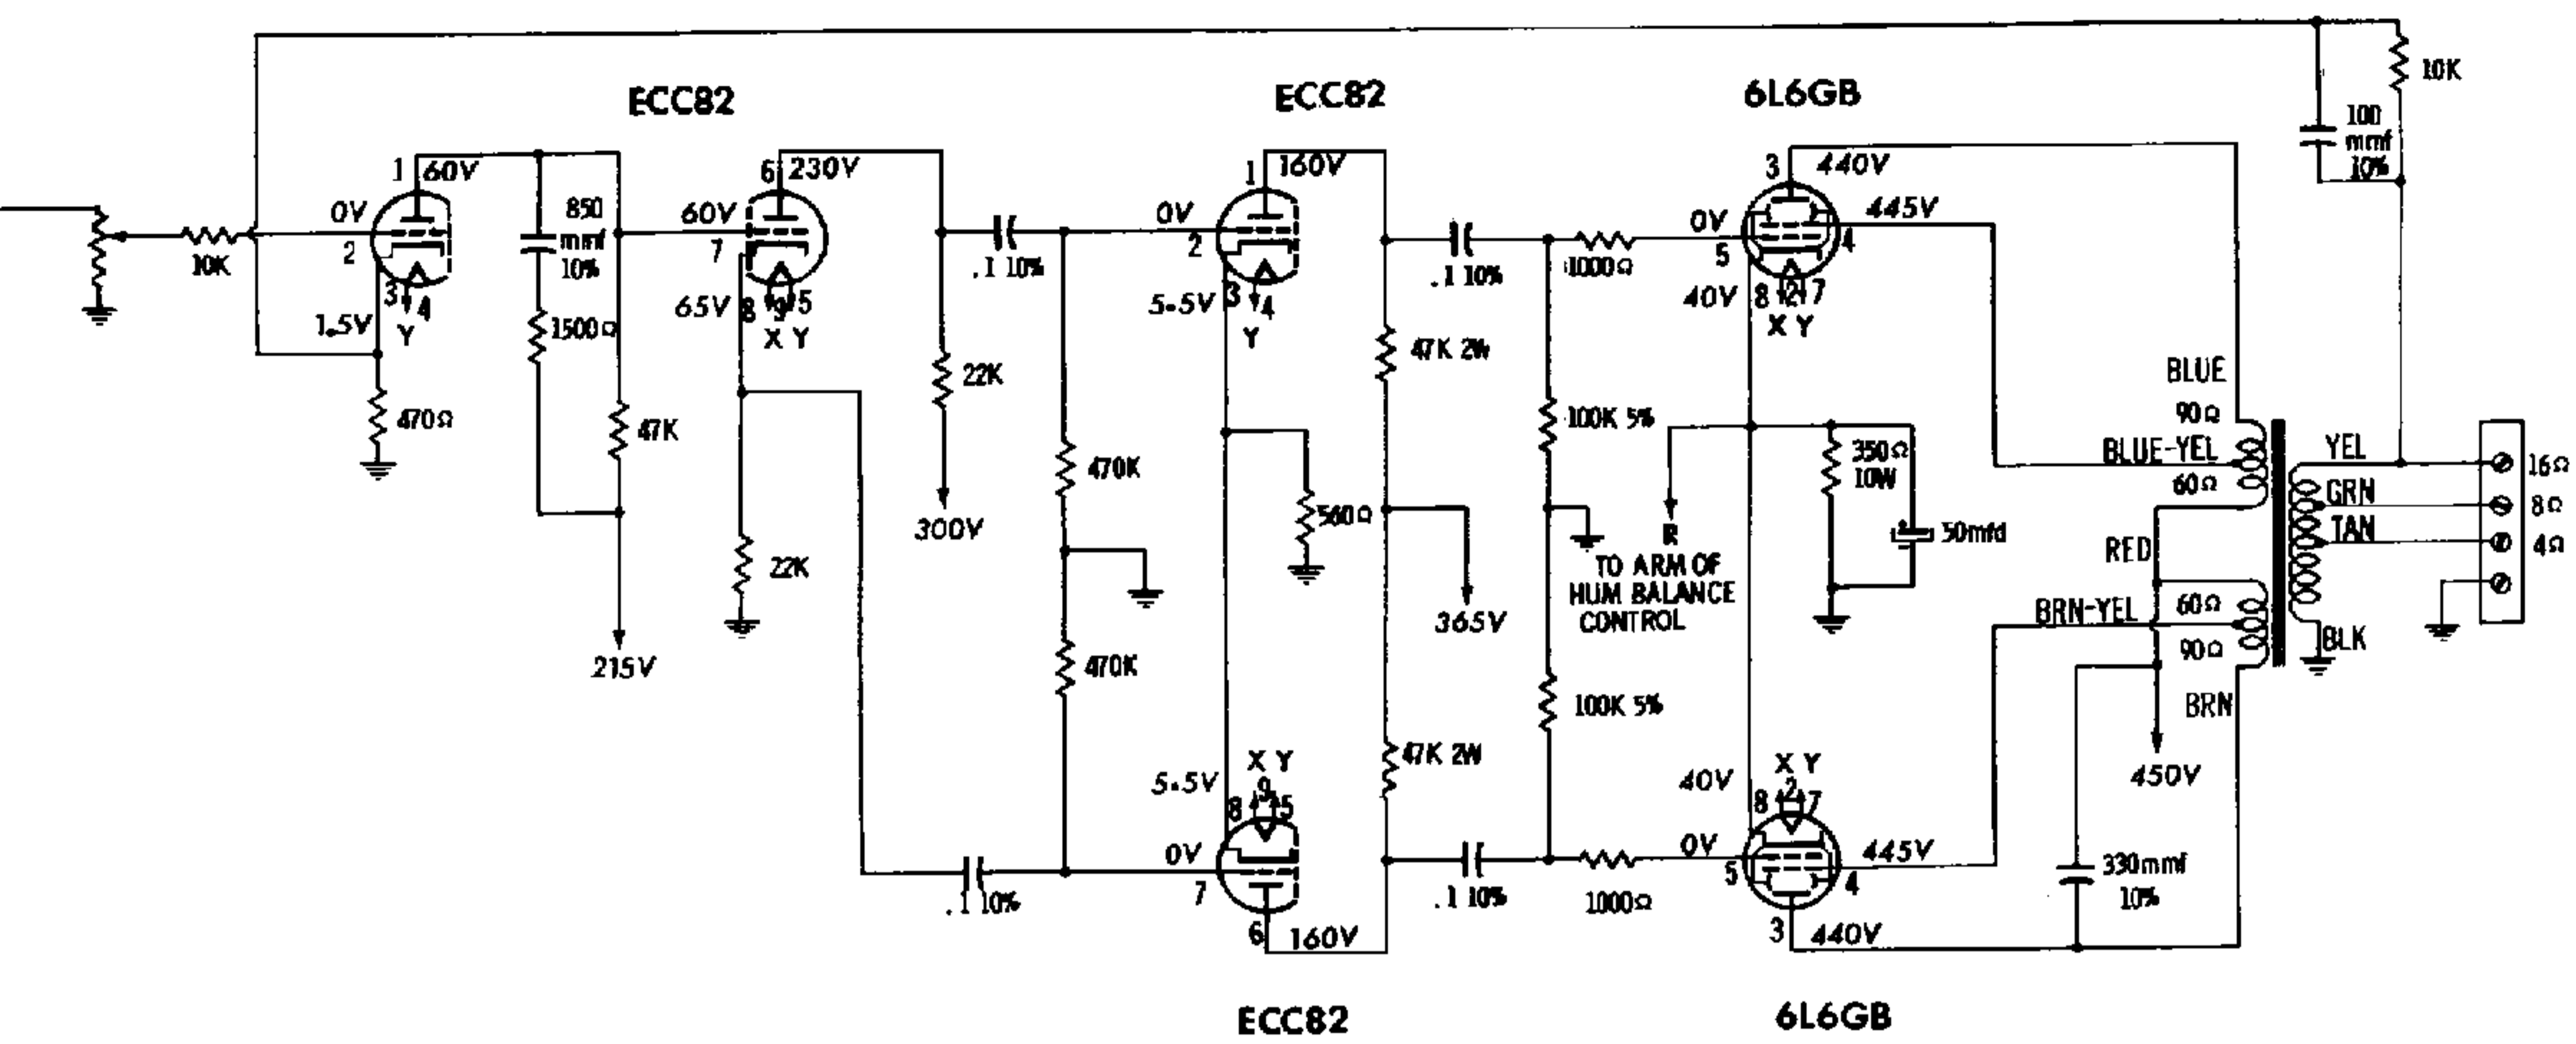 ECC82
ECC82
6L6GB
10K
100
mmf
10%
1
60V
0V
2
10K
3
4
Y
1.5V
470Ω
850
mmf
10%
1500Ω
47K
215V
6
230V
60V
7
65V
8
9
5
X Y
22K
22K
300V
.1 10%
.1 10%
470K
470K
1
160V
0V
2
5.5V
3
4
Y
560Ω
47K 2W
365V
47K 2W
X Y
9
5.5V
8
5
0V
7
6
160V
ECC82
.1 10%
.1 10%
1000Ω
100K 5%
100K 5%
1000Ω
3
440V
0V
445V
5
4
40V
8
2
7
X Y
R
TO ARM OF
HUM BALANCE
CONTROL
350Ω
10W
50mfd
X Y
2
40V
8
7
0V
445V
5
4
3
440V
6L6GB
BLUE
90Ω
BLUE-YEL
60Ω
RED
BRN-YEL
60Ω
90Ω
BRN
450V
330mmf
10%
YEL
GRN
TAN
BLK
16Ω
8Ω
4Ω